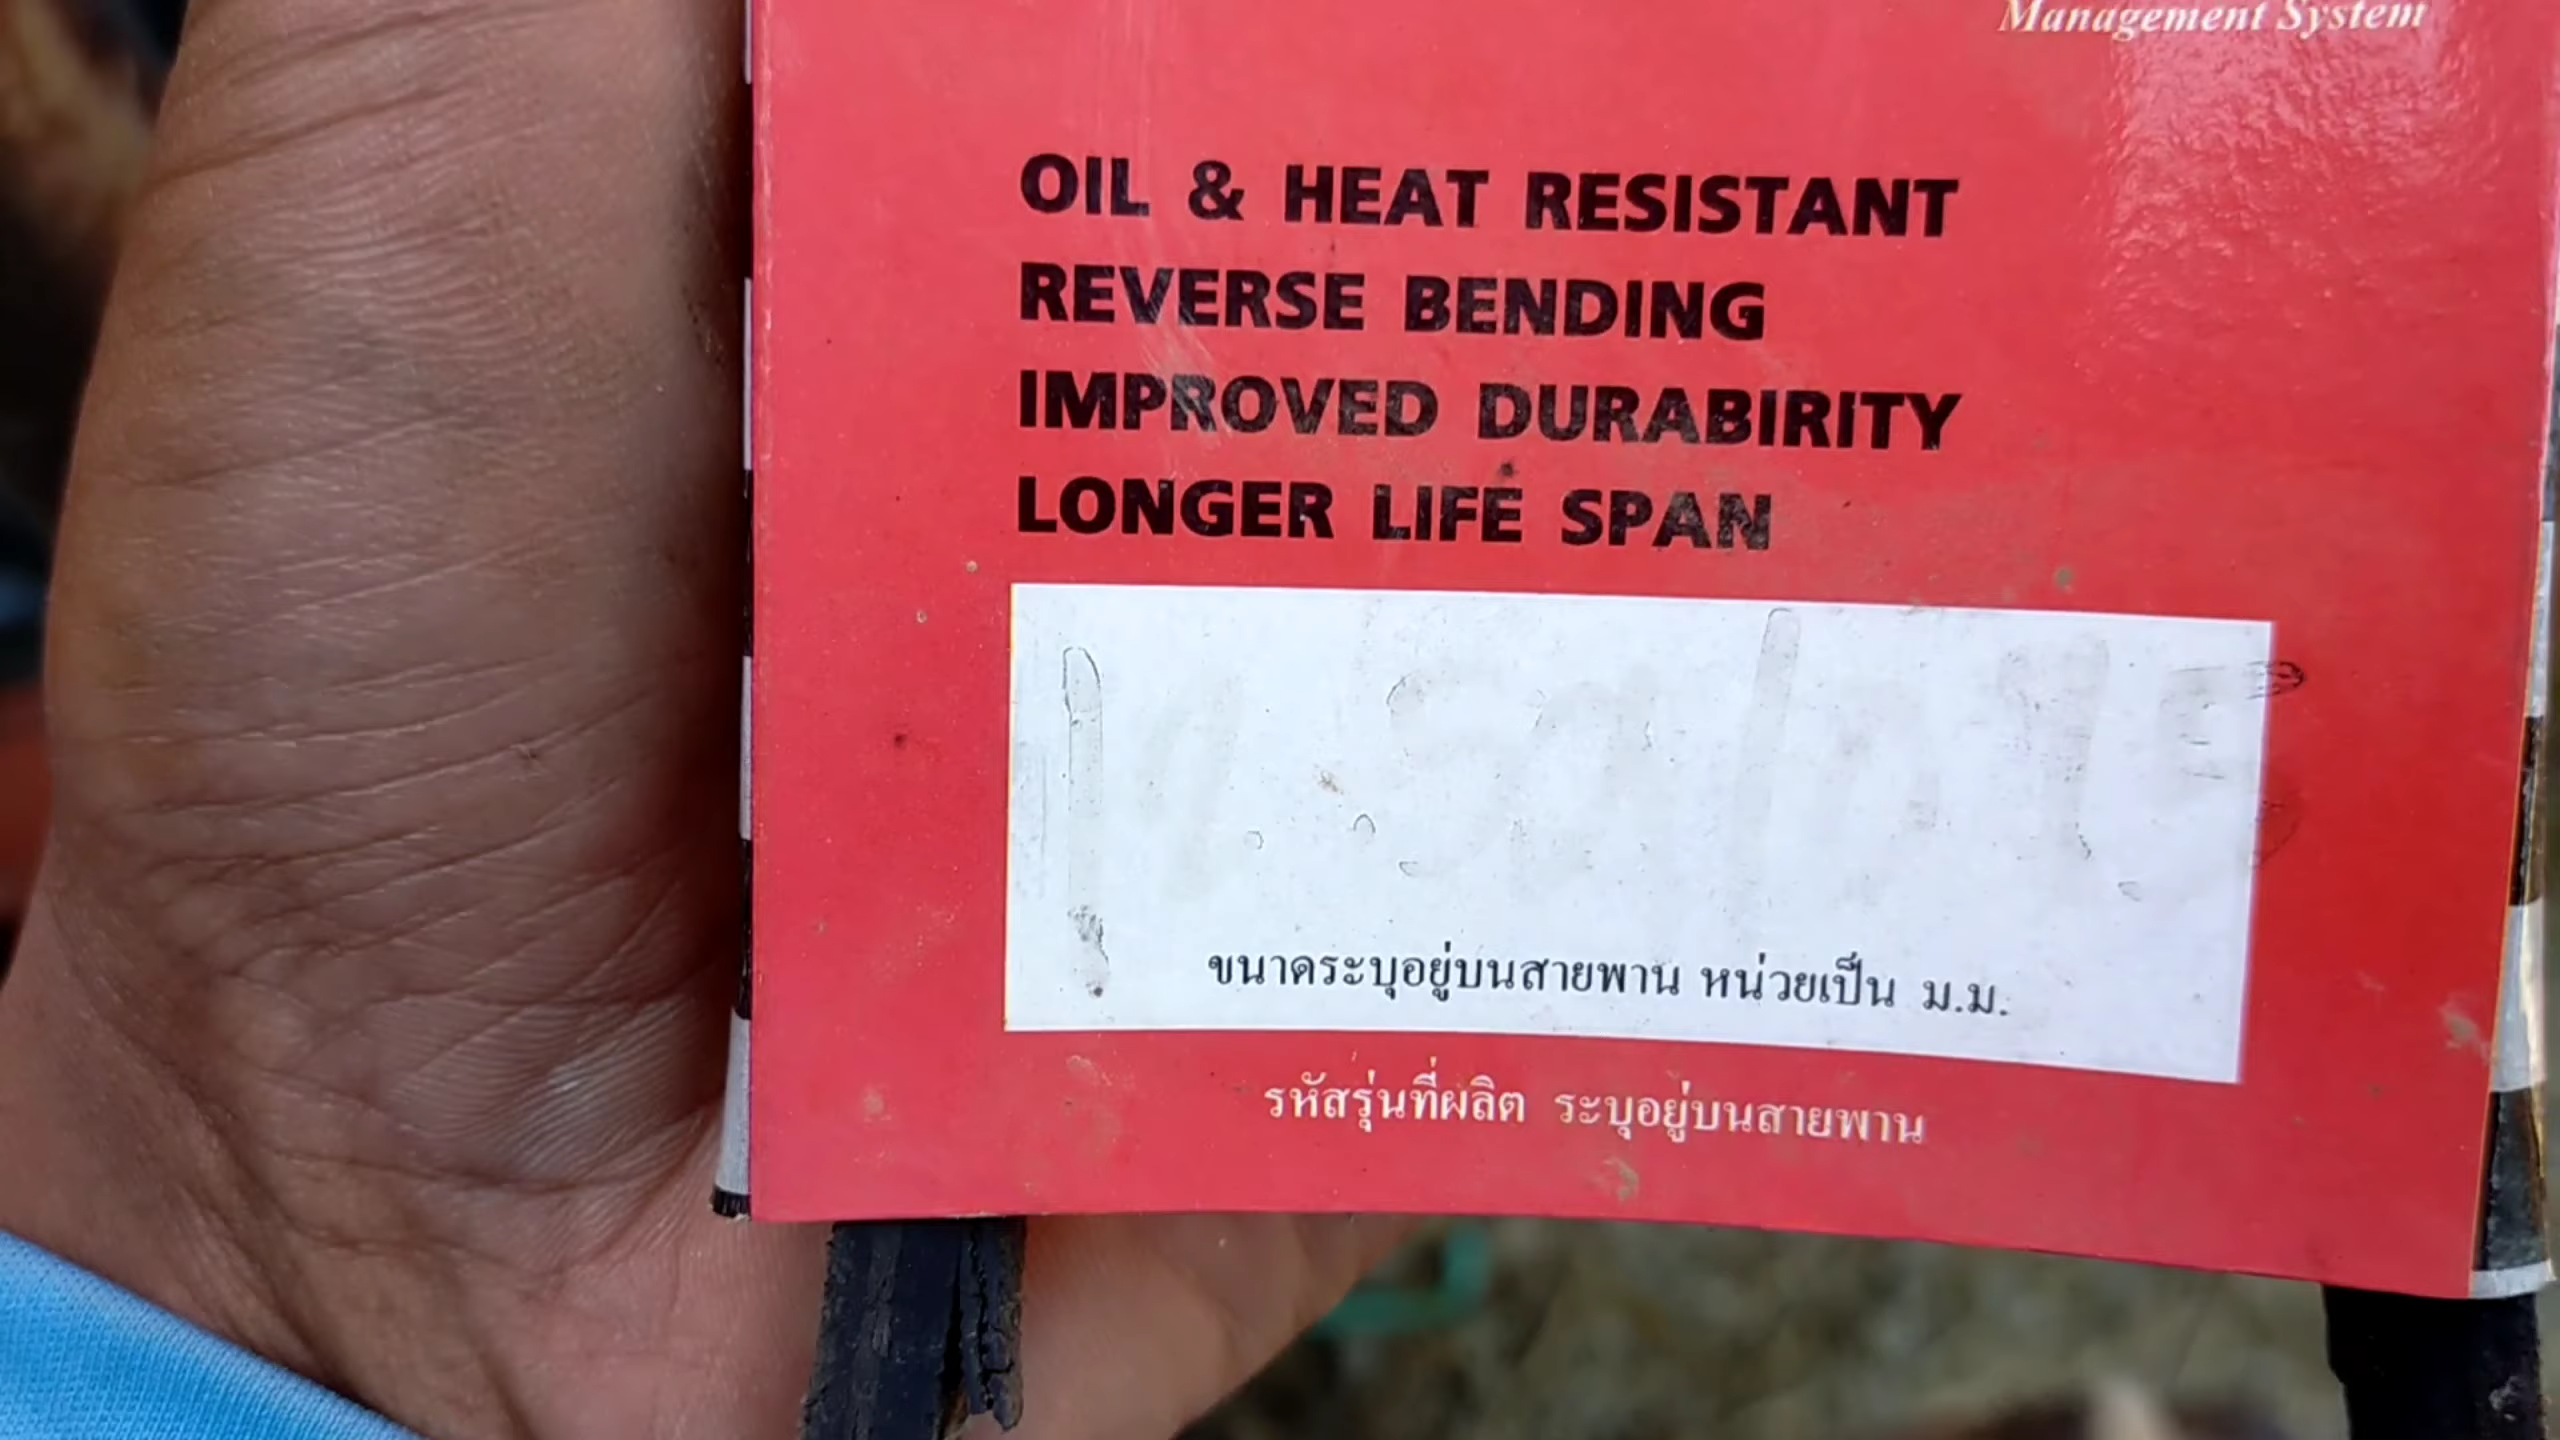 Management System
OIL & HEAT RESISTANT
REVERSE BENDING
IMPROVED DURABIRITY
LONGER LIFE SPAN
ขนาดระบุอยู่บนสายพาน หน่วยเป็น ม.ม.
รหัสรุ่นที่ผลิต ระบุอยู่บนสายพาน